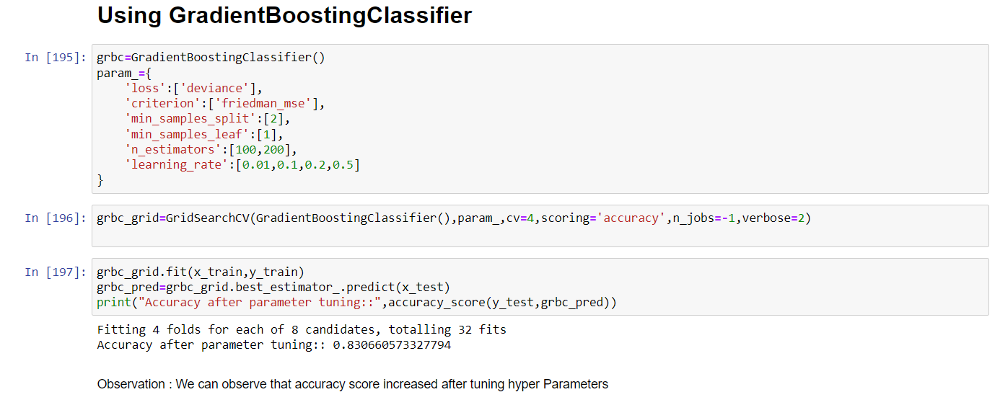 Using GradientBoostingClassifier
In [195]: grbc=GradientBoostingClassifier()
param_={
    'loss':['deviance'],
    'criterion':['friedman_mse'],
    'min_samples_split':[2],
    'min_samples_leaf':[1],
    'n_estimators':[100,200],
    'learning_rate':[0.01,0.1,0.2,0.5]
}
In [196]: grbc_grid=GridSearchCV(GradientBoostingClassifier(),param_,cv=4,scoring='accuracy',n_jobs=-1,verbose=2)
In [197]: grbc_grid.fit(x_train,y_train)
grbc_pred=grbc_grid.best_estimator_.predict(x_test)
print("Accuracy after parameter tuning::",accuracy_score(y_test,grbc_pred))
Fitting 4 folds for each of 8 candidates, totalling 32 fits
Accuracy after parameter tuning:: 0.830660573327794
Observation : We can observe that accuracy score increased after tuning hyper Parameters